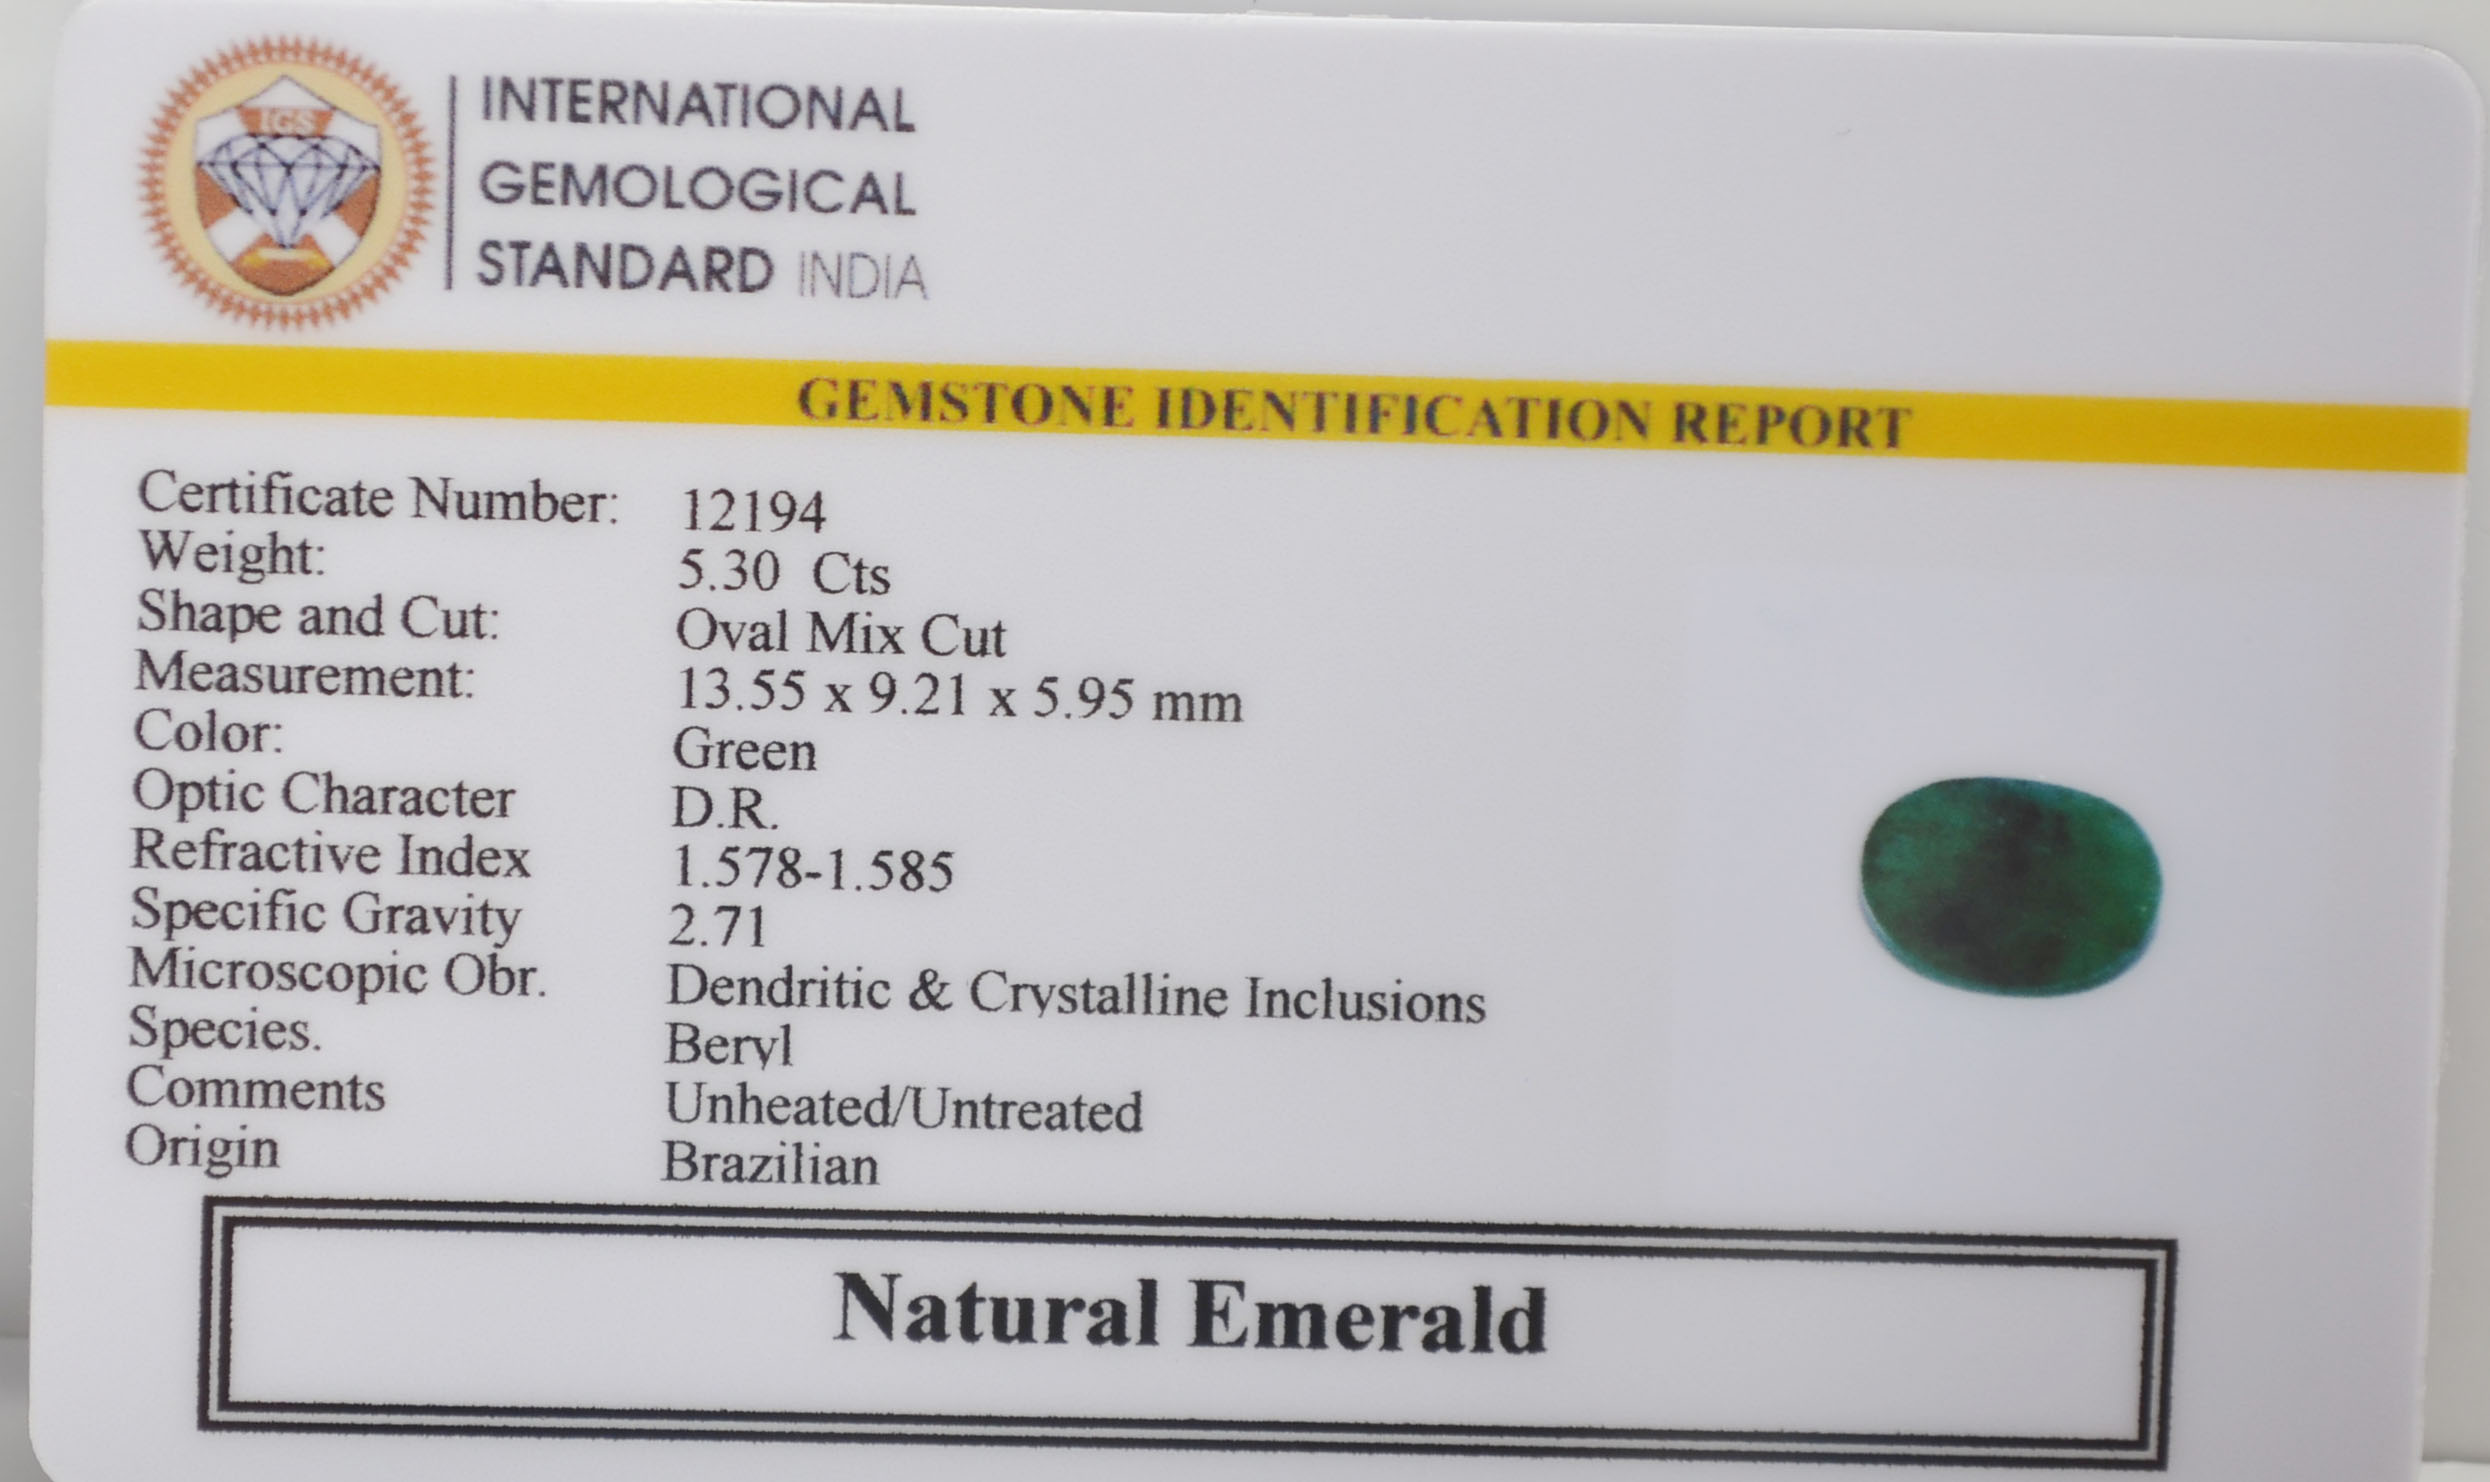 IGS
INTERNATIONAL
GEMOLOGICAL
STANDARD INDIA
GEMSTONE IDENTIFICATION REPORT
Certificate Number: 12194
Weight: 5.30 Cts
Shape and Cut: Oval Mix Cut
Measurement: 13.55 x 9.21 x 5.95 mm
Color: Green
Optic Character D.R.
Refractive Index 1.578-1.585
Specific Gravity 2.71
Microscopic Obr. Dendritic & Crystalline Inclusions
Species. Beryl
Comments Unheated/Untreated
Origin Brazilian
Natural Emerald